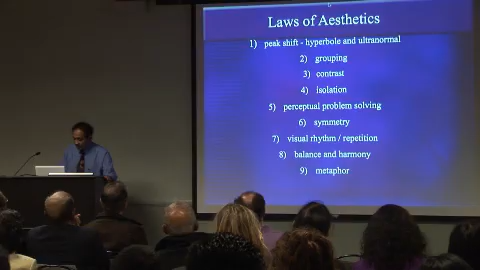 Laws of Aesthetics
1) peak shift - hyperbole and ultranormal
2) grouping
3) contrast
4) isolation
5) perceptual problem solving
6) symmetry
7) visual rhythm / repetition
8) balance and harmony
9) metaphor